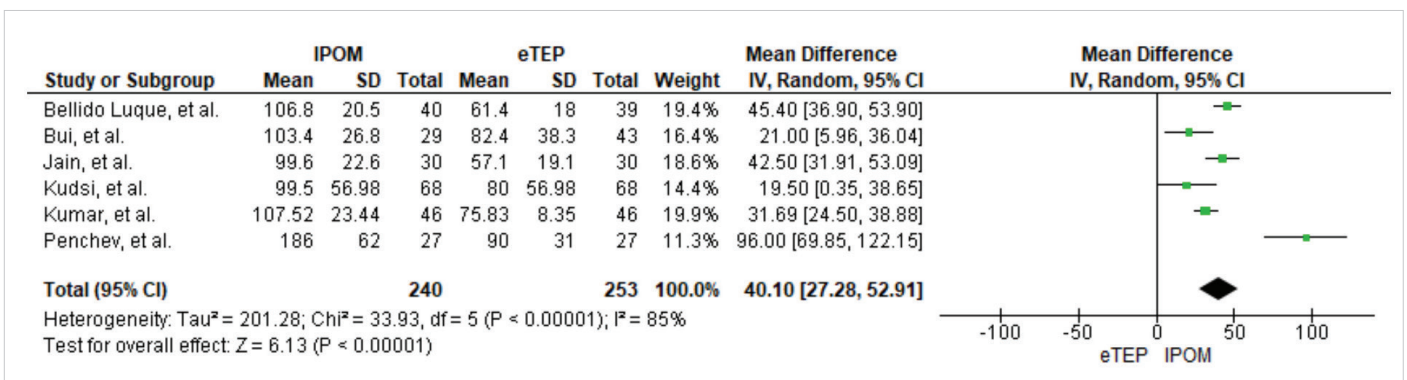 IPOM eTEP Mean Difference Mean Difference
Study or Subgroup Mean SD Total Mean SD Total Weight IV, Random, 95% CI IV, Random, 95% CI
Bellido Luque, et al. 106.8 20.5 40 61.4 18 39 19.4% 45.40 [36.90, 53.90]
Bui, et al. 103.4 26.8 29 82.4 38.3 43 16.4% 21.00 [5.96, 36.04]
Jain, et al. 99.6 22.6 30 57.1 19.1 30 18.6% 42.50 [31.91, 53.09]
Kudsi, et al. 99.5 56.98 68 80 56.98 68 14.4% 19.50 [0.35, 38.65]
Kumar, et al. 107.52 23.44 46 75.83 8.35 46 19.9% 31.69 [24.50, 38.88]
Penchev, et al. 186 62 27 90 31 27 11.3% 96.00 [69.85, 122.15]
Total (95% CI) 240 253 100.0% 40.10 [27.28, 52.91]
Heterogeneity: Tau² = 201.28; Chi² = 33.93, df = 5 (P < 0.00001); I² = 85%
Test for overall effect: Z = 6.13 (P < 0.00001)
-100 -50 0 50 100
eTEP IPOM